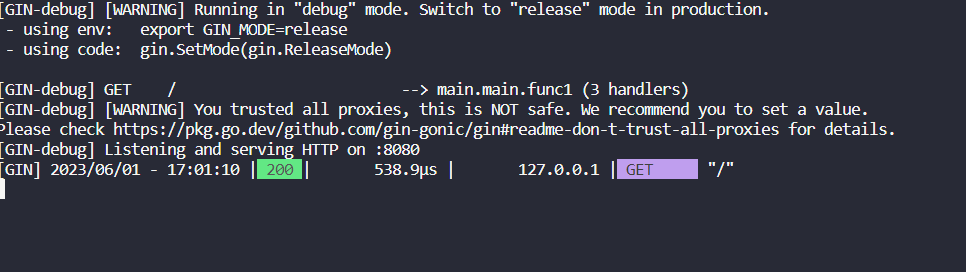 [GIN-debug] [WARNING] Running in "debug" mode. Switch to "release" mode in production.
- using env: export GIN_MODE=release
- using code: gin.SetMode(gin.ReleaseMode)
[GIN-debug] GET / --> main.main.func1 (3 handlers)
[GIN-debug] [WARNING] You trusted all proxies, this is NOT safe. We recommend you to set a value.
Please check https://pkg.go.dev/github.com/gin-gonic/gin#readme-don-t-trust-all-proxies for details.
[GIN-debug] Listening and serving HTTP on :8080
[GIN] 2023/06/01 - 17:01:10 | 200 | 538.9µs | 127.0.0.1 | GET "/"